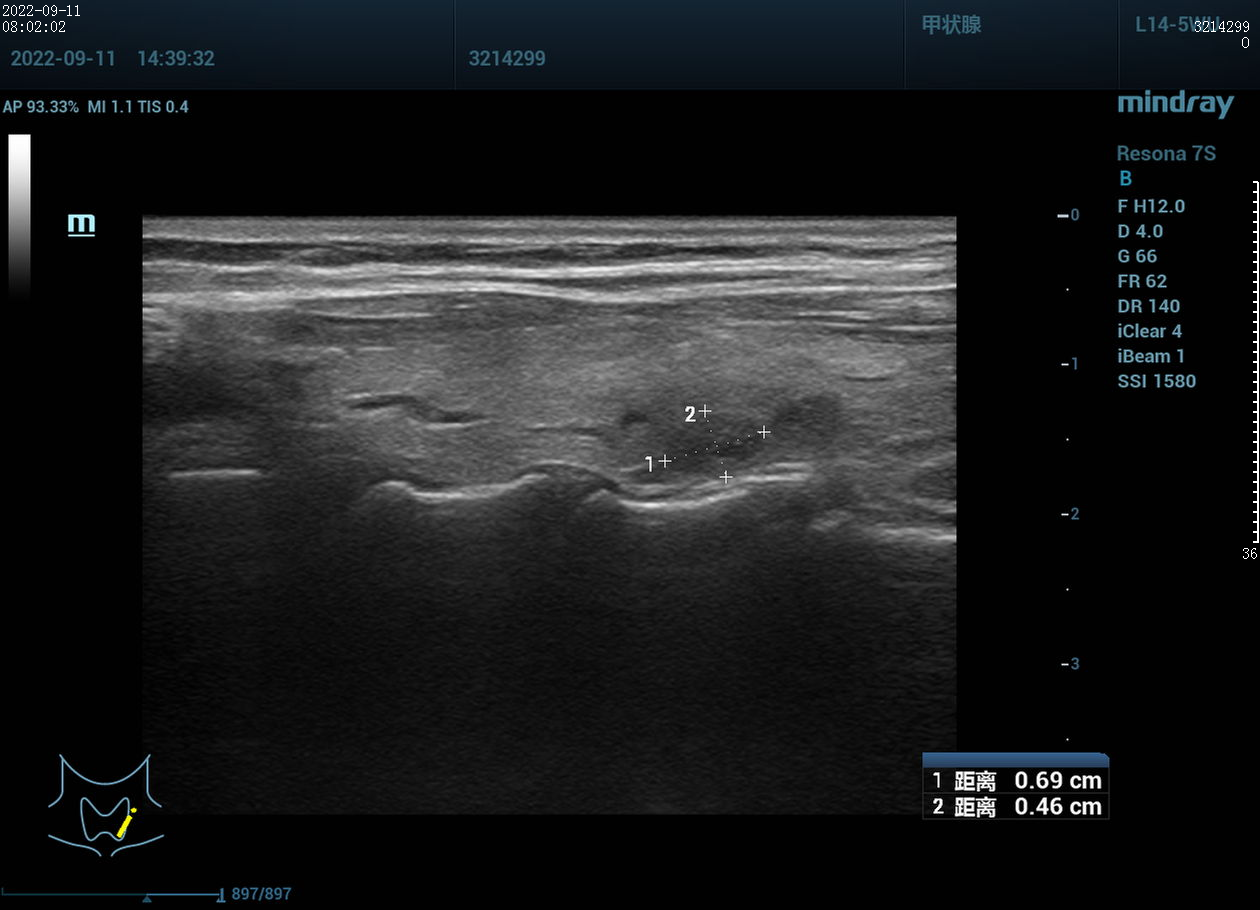 2022-09-11
08:02:02
甲状腺
L14-5W
3214299
0
2022-09-11 14:39:32
3214299
AP 93.33% MI 1.1 TIS 0.4
mindray
Resona 7S
B
F H12.0
D 4.0
G 66
FR 62
DR 140
iClear 4
iBeam 1
SSI 1580
m
0
1
2
3
2
1
36
1 距离 0.69 cm
2 距离 0.46 cm
897/897